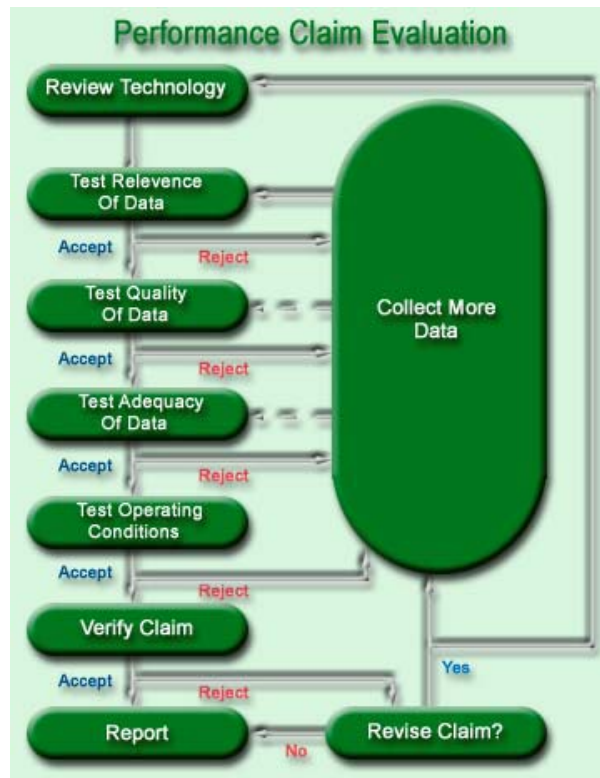 Performance Claim Evaluation
Review Technology
Test Relevence
Of Data
Accept
Reject
Test Quality
Of Data
Collect More
Data
Accept
Reject
Test Adequacy
Of Data
Accept
Reject
Test Operating
Conditions
Accept
Reject
Verify Claim
Yes
Accept
Reject
Report
No
Revise Claim?